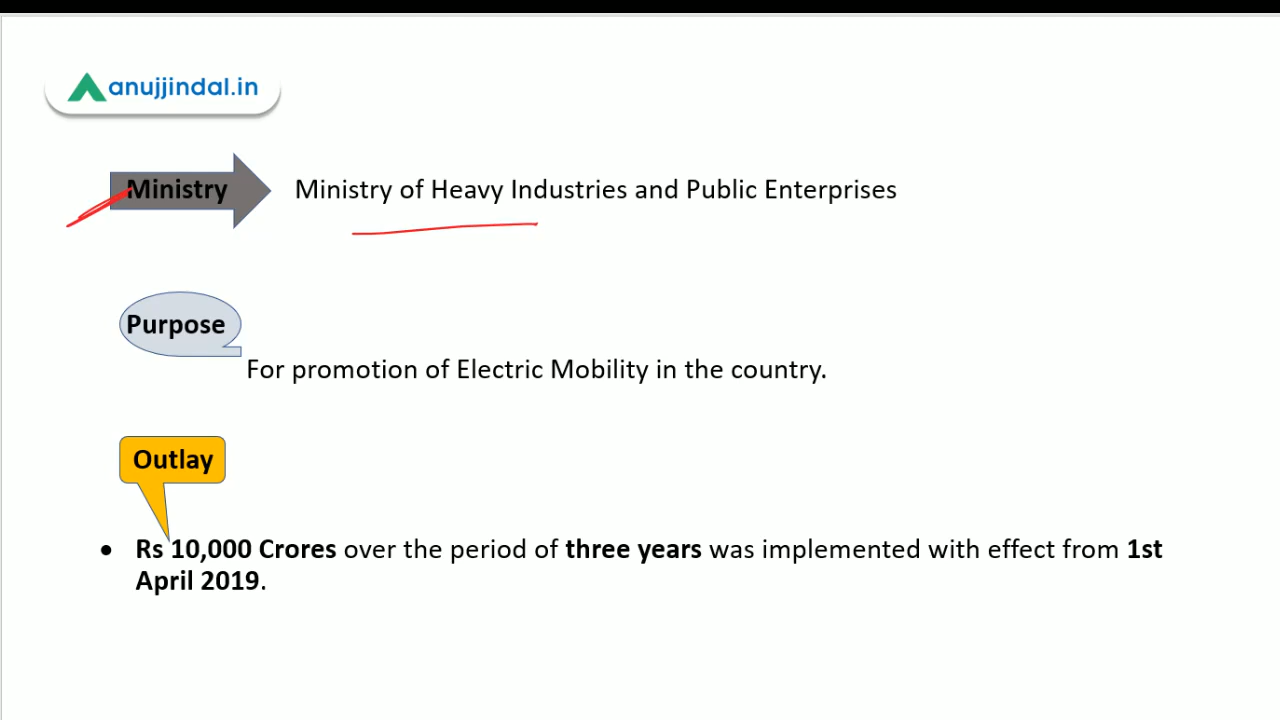 anujjindal.in
Ministry
Ministry of Heavy Industries and Public Enterprises
Purpose
For promotion of Electric Mobility in the country.
Outlay
• Rs 10,000 Crores over the period of three years was implemented with effect from 1st
April 2019.